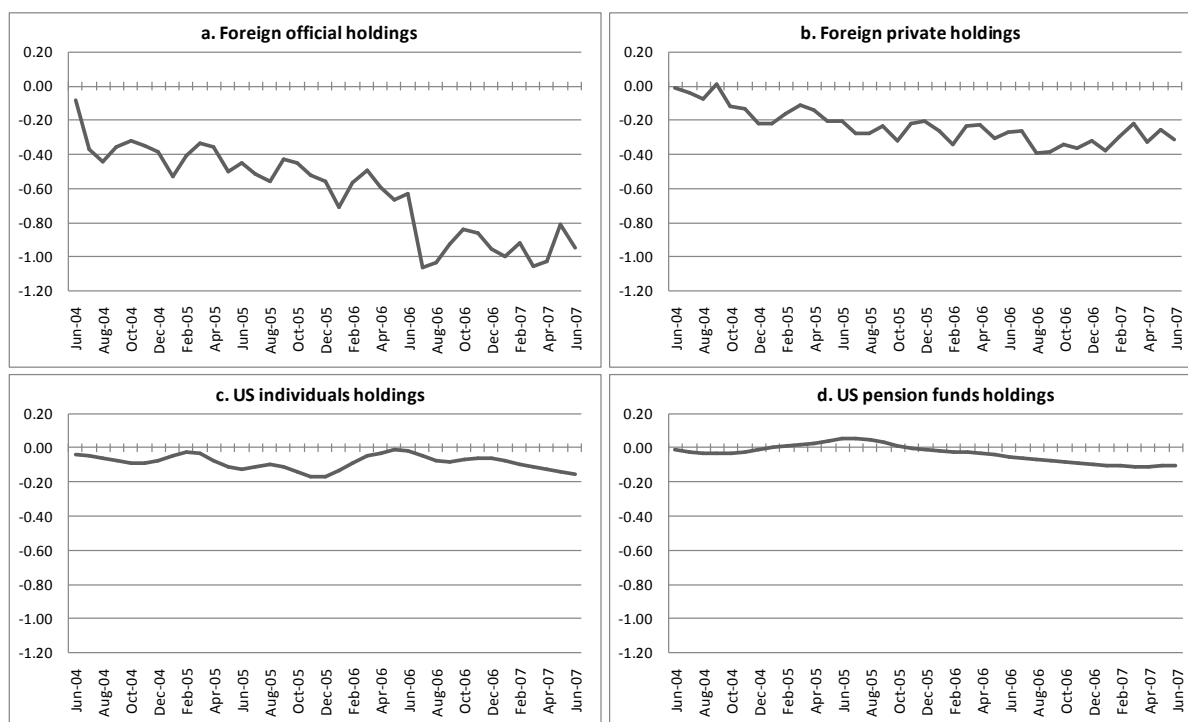 a. Foreign official holdings
0.20
0.00
-0.20
-0.40
-0.60
-0.80
-1.00
-1.20
Jun-04
Aug-04
Oct-04
Dec-04
Feb-05
Apr-05
Jun-05
Aug-05
Oct-05
Dec-05
Feb-06
Apr-06
Jun-06
Aug-06
Oct-06
Dec-06
Feb-07
Apr-07
Jun-07
b. Foreign private holdings
0.20
0.00
-0.20
-0.40
-0.60
-0.80
-1.00
-1.20
Jun-04
Aug-04
Oct-04
Dec-04
Feb-05
Apr-05
Jun-05
Aug-05
Oct-05
Dec-05
Feb-06
Apr-06
Jun-06
Aug-06
Oct-06
Dec-06
Feb-07
Apr-07
Jun-07
c. US individuals holdings
0.20
0.00
-0.20
-0.40
-0.60
-0.80
-1.00
-1.20
Jun-04
Aug-04
Oct-04
Dec-04
Feb-05
Apr-05
Jun-05
Aug-05
Oct-05
Dec-05
Feb-06
Apr-06
Jun-06
Aug-06
Oct-06
Dec-06
Feb-07
Apr-07
Jun-07
d. US pension funds holdings
0.20
0.00
-0.20
-0.40
-0.60
-0.80
-1.00
-1.20
Jun-04
Aug-04
Oct-04
Dec-04
Feb-05
Apr-05
Jun-05
Aug-05
Oct-05
Dec-05
Feb-06
Apr-06
Jun-06
Aug-06
Oct-06
Dec-06
Feb-07
Apr-07
Jun-07